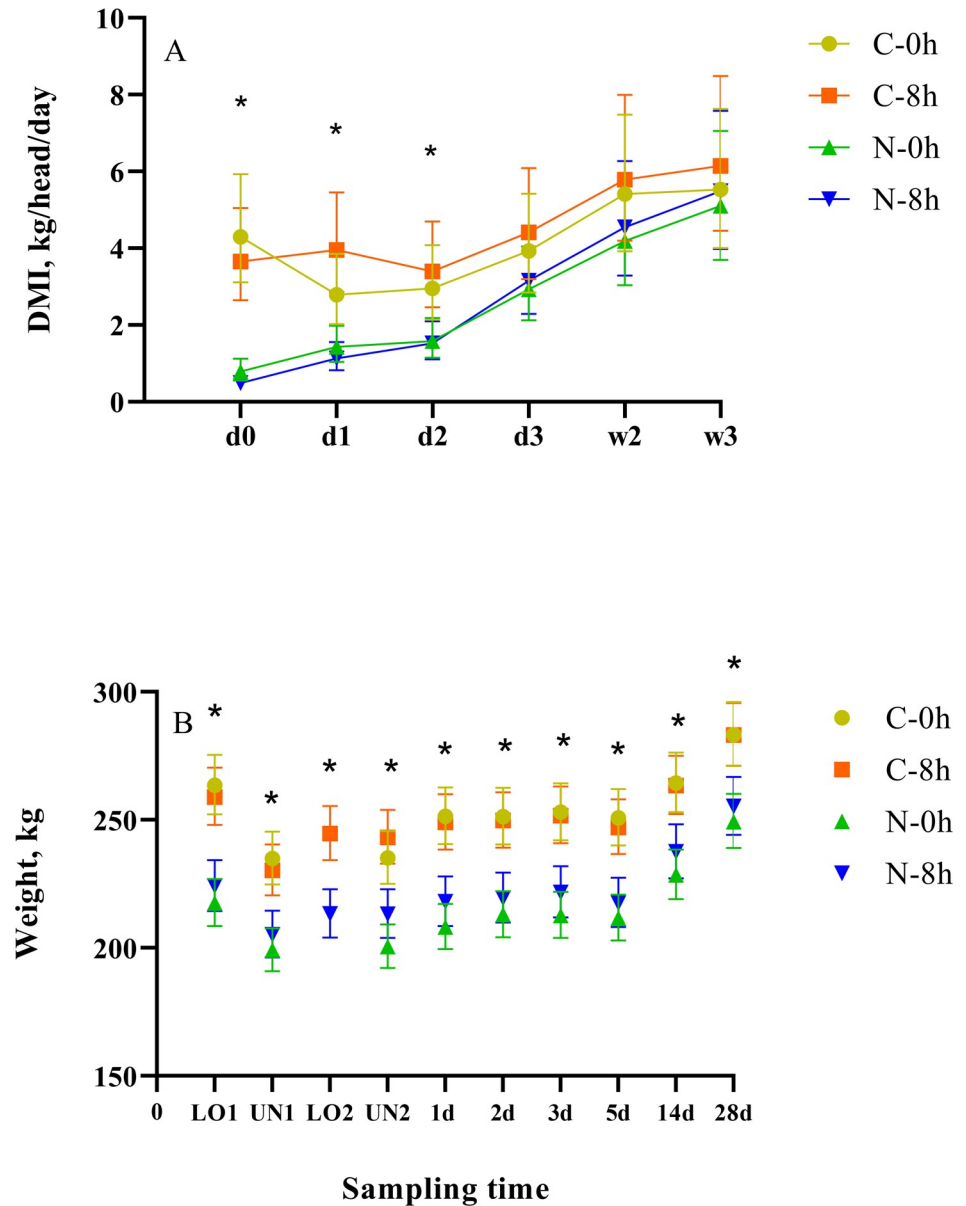 10
8
6
4
2
0
DMI, kg/head/day
A
*
*
*
d0 d1 d2 d3 w2 w3
C-0h
C-8h
N-0h
N-8h
300
250
200
150
Weight, kg
B
* * * * * * * * * *
0 LO1 UN1 LO2 UN2 1d 2d 3d 5d 14d 28d
Sampling time
C-0h
C-8h
N-0h
N-8h